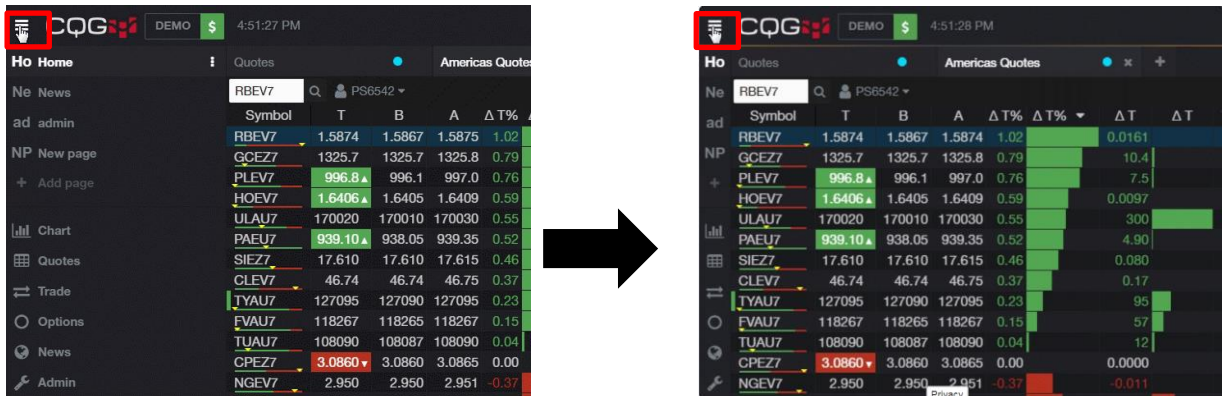 CQG DEMO $ 4:51:27 PM
Ho Home Quotes Americas Quotes
Ne News RBEV7 PS6542
ad admin Symbol T B A Δ T%
NP New page
+ Add page
Chart
Quotes
Trade
Options
News
Admin
RBEV7 1.5874 1.5867 1.5875 1.02
GCEZ7 1325.7 1325.7 1325.8 0.79
PLEV7 996.8 996.1 997.0 0.76
HOEV7 1.6406 1.6405 1.6409 0.59
ULAU7 170020 170010 170030 0.55
PAEU7 939.10 938.05 939.35 0.52
SIEZ7 17.610 17.610 17.615 0.46
CLEV7 46.74 46.74 46.75 0.37
TYAU7 127095 127090 127095 0.23
FVAU7 118267 118265 118267 0.15
TUAU7 108090 108087 108090 0.04
CPEZ7 3.0860 3.0860 3.0865 0.00
NGEV7 2.950 2.950 2.951 -0.37
CQG DEMO $ 4:51:28 PM
Ho Quotes Americas Quotes × +
Ne RBEV7 PS6542
ad Symbol T B A Δ T% Δ T% Δ T Δ T
NP
+
RBEV7 1.5874 1.5867 1.5874 1.02 0.0161
GCEZ7 1325.7 1325.7 1325.8 0.79 10.4
PLEV7 996.8 996.1 997.0 0.76 7.5
HOEV7 1.6406 1.6405 1.6409 0.59 0.0097
ULAU7 170020 170010 170030 0.55 300
PAEU7 939.10 938.05 939.35 0.52 4.90
SIEZ7 17.610 17.610 17.615 0.46 0.080
CLEV7 46.74 46.74 46.75 0.37 0.17
TYAU7 127095 127090 127095 0.23 95
FVAU7 118267 118265 118267 0.15 57
TUAU7 108090 108087 108090 0.04 12
CPEZ7 3.0860 3.0860 3.0865 0.00 0.0000
NGEV7 2.950 2.950 2.951 -0.37 -0.011
Privacy